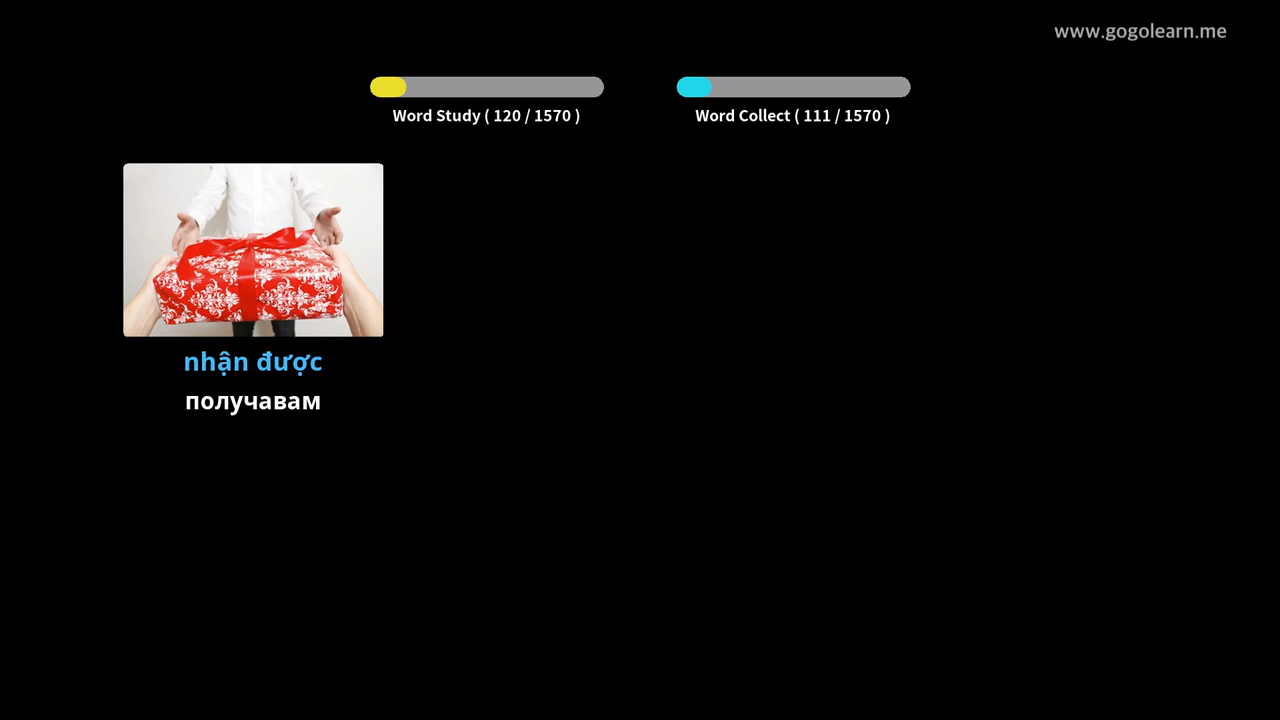 www.gogolearn.me
Word Study ( 120 / 1570 )
Word Collect ( 111 / 1570 )
nhận được
получавам